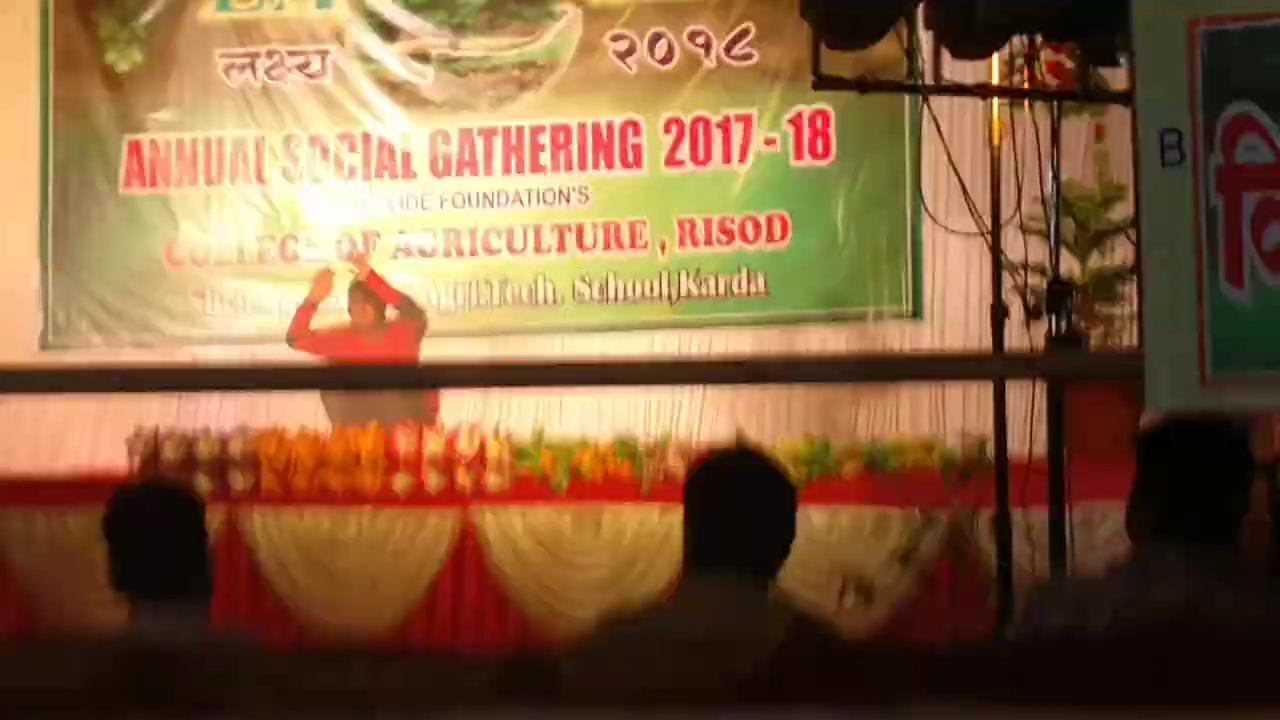 लक्ष्य २०१८
ANNUAL SOCIAL GATHERING 2017-18
FOUNDATION'S
COLLEGE OF AGRICULTURE, RISOD
School, Karda
B